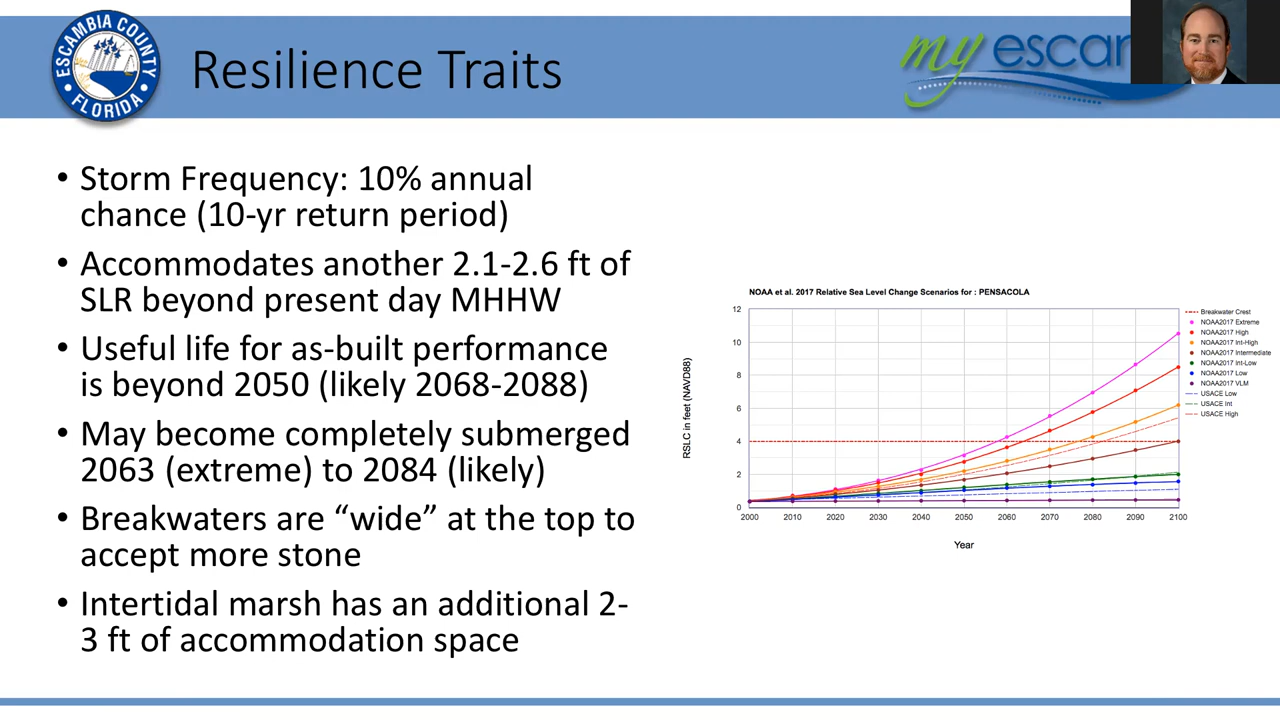 ESCAMBIA COUNTY
FLORIDA
Resilience Traits
my escar
• Storm Frequency: 10% annual
chance (10-yr return period)
• Accommodates another 2.1-2.6 ft of
SLR beyond present day MHHW
• Useful life for as-built performance
is beyond 2050 (likely 2068-2088)
• May become completely submerged
2063 (extreme) to 2084 (likely)
• Breakwaters are “wide” at the top to
accept more stone
• Intertidal marsh has an additional 2-
3 ft of accommodation space
NOAA et al. 2017 Relative Sea Level Change Scenarios for : PENSACOLA
RSLC in feet (NAVD88)
12
10
8
6
4
2
0
2000 2010 2020 2030 2040 2050 2060 2070 2080 2090 2100
Year
Breakwater Crest
NOAA2017 Extreme
NOAA2017 High
NOAA2017 Int-High
NOAA2017 Intermediate
NOAA2017 Int-Low
NOAA2017 Low
NOAA2017 VLM
USACE Low
USACE Int
USACE High